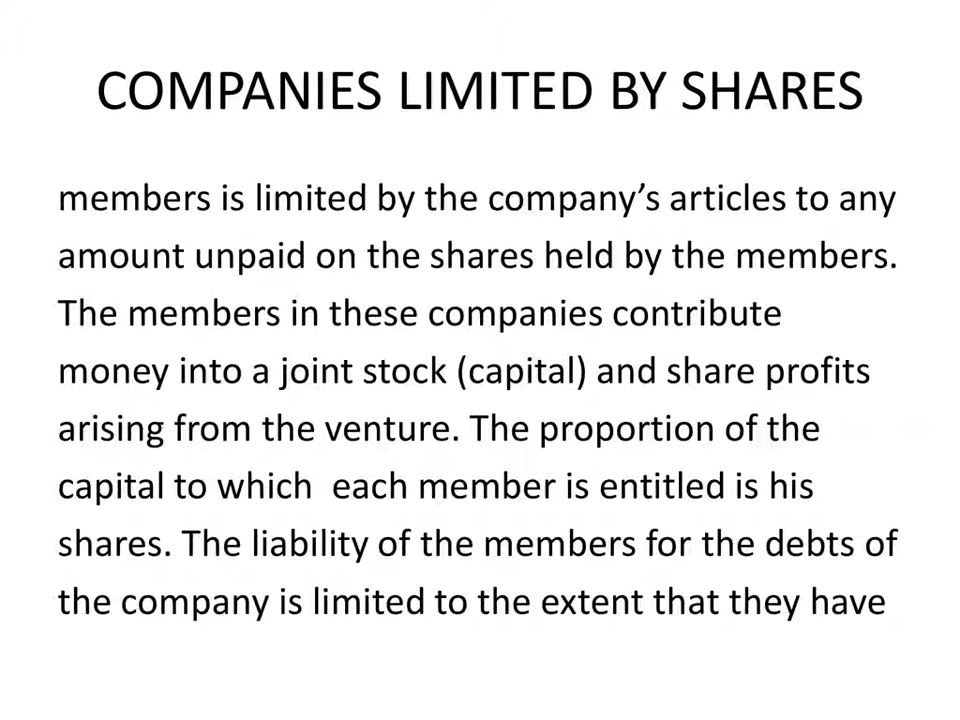 COMPANIES LIMITED BY SHARES
members is limited by the company’s articles to any
amount unpaid on the shares held by the members.
The members in these companies contribute
money into a joint stock (capital) and share profits
arising from the venture. The proportion of the
capital to which  each member is entitled is his
shares. The liability of the members for the debts of
the company is limited to the extent that they have